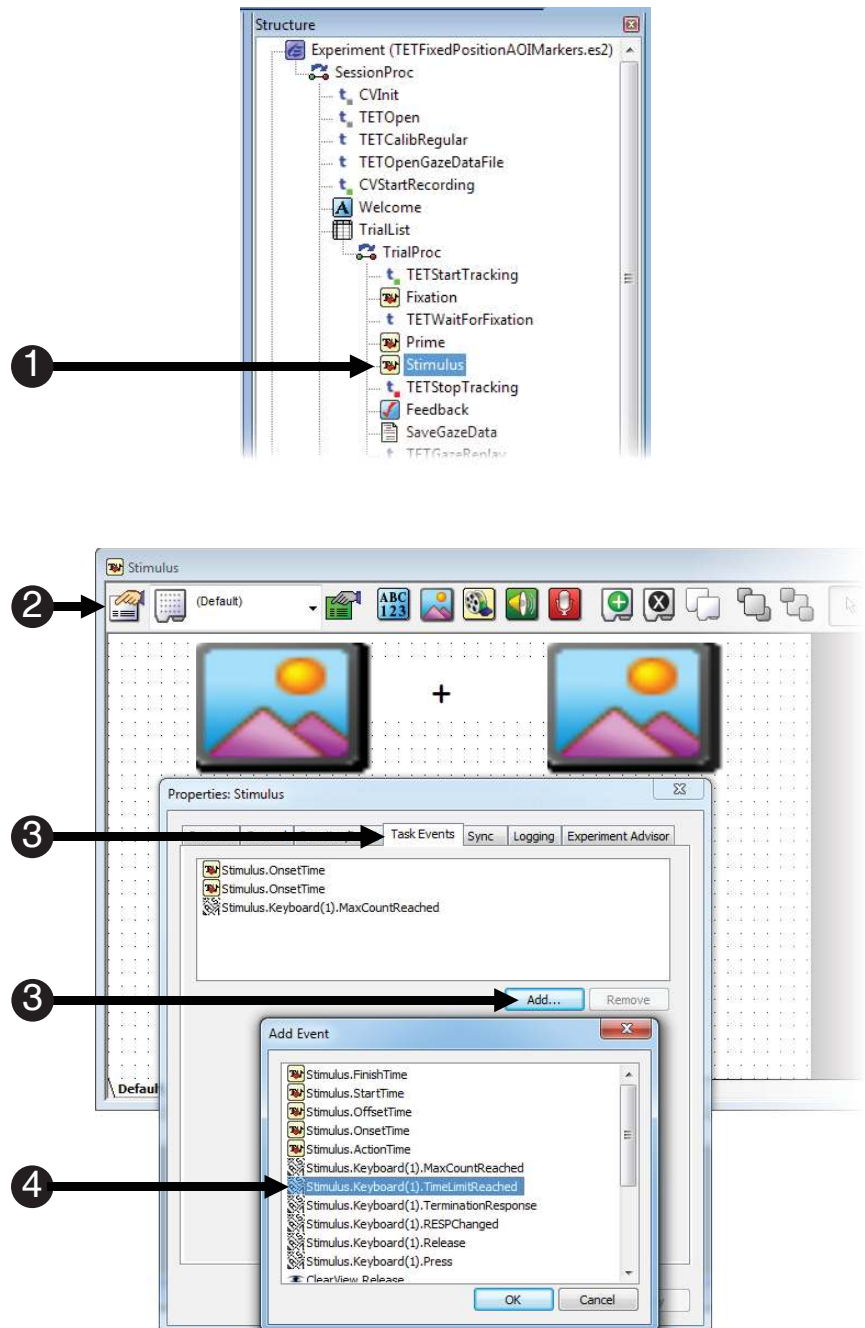 Structure
Experiment (TETFixedPositionAOIMarkers.es2)
SessionProc
CVInit
TETOpen
TETCalibRegular
TETOpenGazeDataFile
CVStartRecording
Welcome
TrialList
TrialProc
TETStartTracking
Fixation
TETWaitForFixation
Prime
1
Stimulus
TETStopTracking
Feedback
SaveGazeData
TETGazeReplay
Stimulus
2
(Default)
ABC
123
+
Properties: Stimulus
3
Task Events Sync Logging Experiment Advisor
Stimulus.OnsetTime
Stimulus.OnsetTime
Stimulus.Keyboard(1).MaxCountReached
3
Add... Remove
Add Event
Stimulus.FinishTime
Stimulus.StartTime
Stimulus.OffsetTime
Stimulus.OnsetTime
Stimulus.ActionTime
Stimulus.Keyboard(1).MaxCountReached
4
Stimulus.Keyboard(1).TimeLimitReached
Stimulus.Keyboard(1).TerminationResponse
Stimulus.Keyboard(1).RESPChanged
Stimulus.Keyboard(1).Release
Stimulus.Keyboard(1).Press
ClearView.Release
OK Cancel